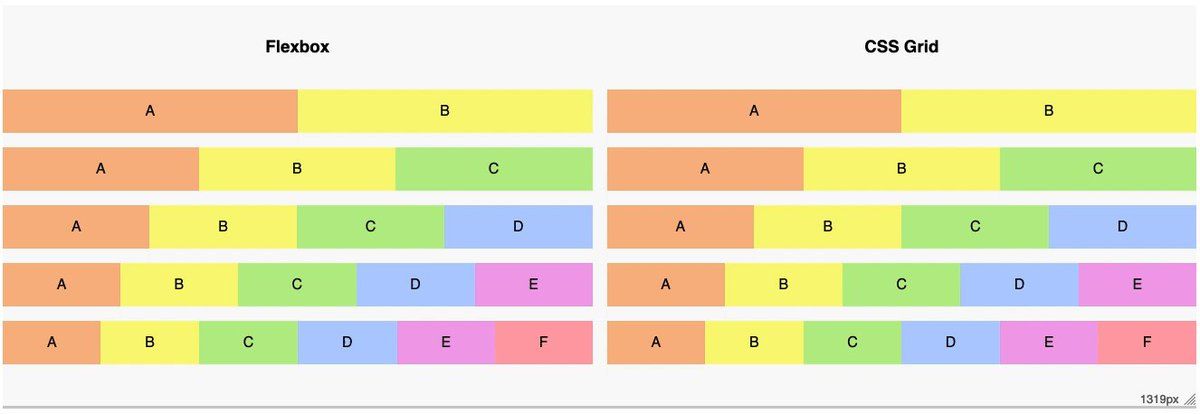 Flexbox
A B
A B C
A B C D
A B C D E
A B C D E F
CSS Grid
A B
A B C
A B C D
A B C D E
A B C D E F
1319px